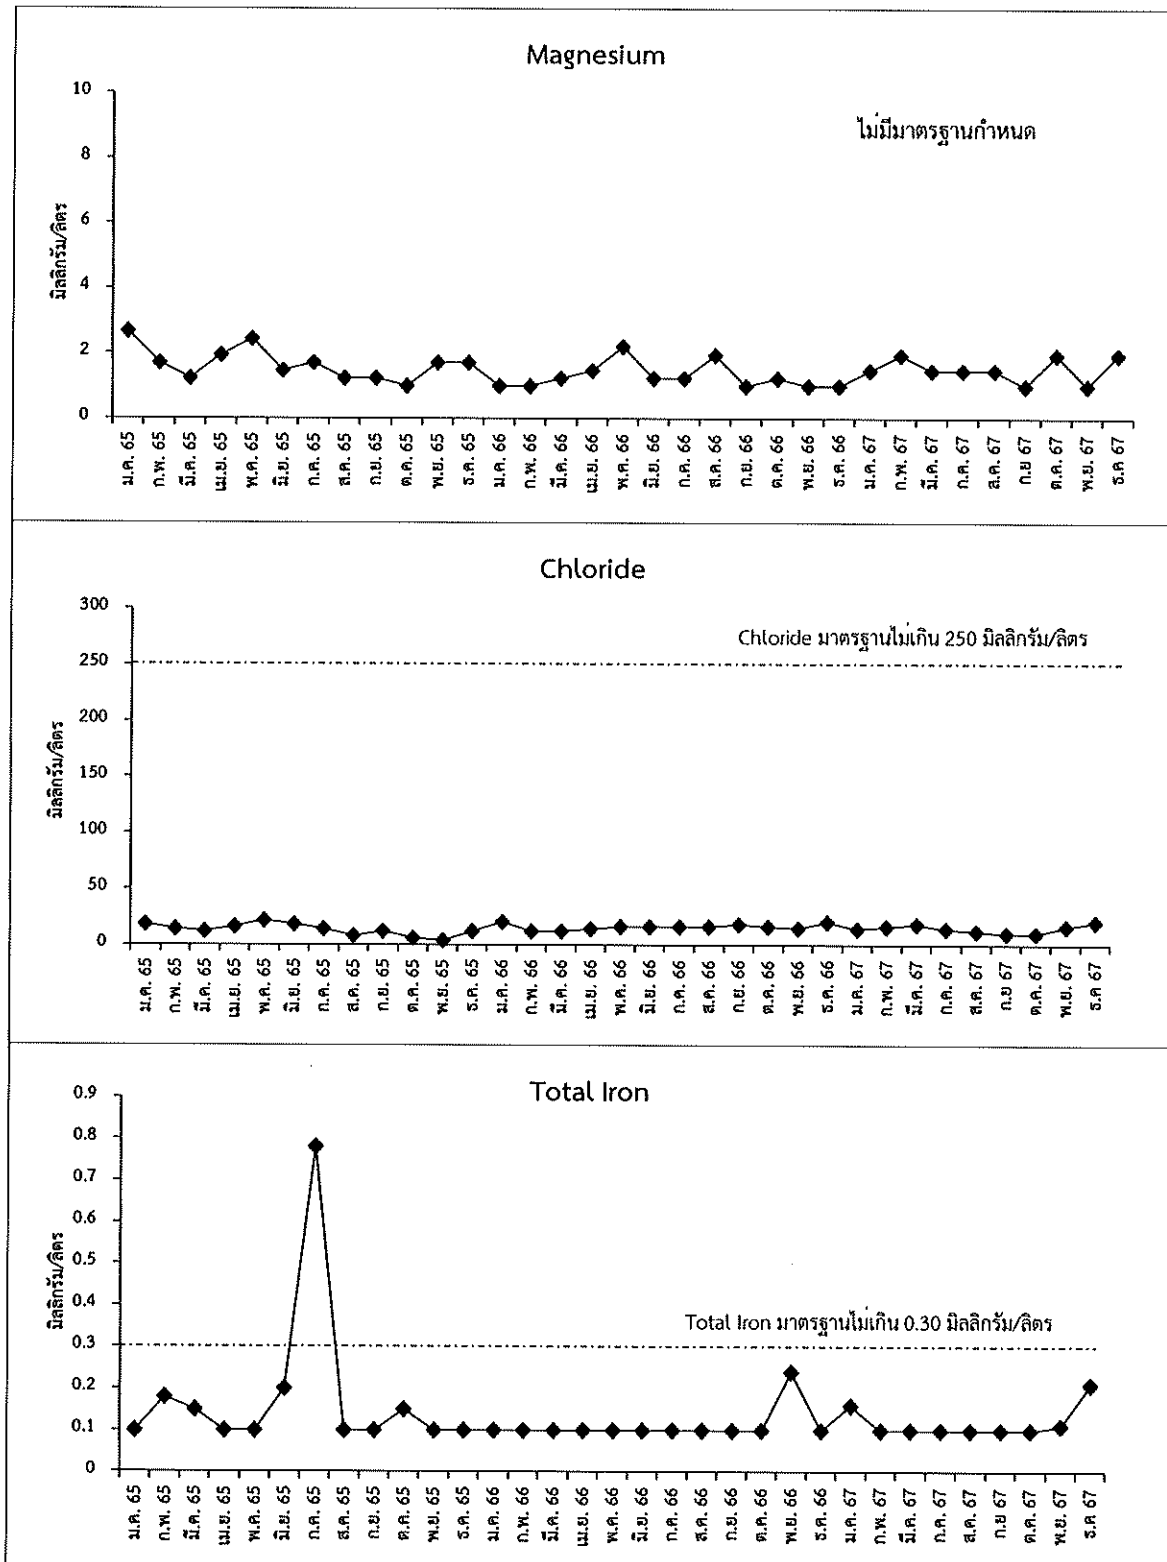 Magnesium
ไม่มีมาตรฐานกำหนด
มิลลิกรัม/ลิตร
10
8
6
4
2
0
ม.ค. 65 ก.พ. 65 มี.ค. 65 เม.ย. 65 พ.ค. 65 มิ.ย. 65 ก.ค. 65 ส.ค. 65 ก.ย. 65 ต.ค. 65 พ.ย. 65 ธ.ค. 65 ม.ค. 66 ก.พ. 66 มี.ค. 66 เม.ย. 66 พ.ค. 66 มิ.ย. 66 ก.ค. 66 ส.ค. 66 ก.ย. 66 ต.ค. 66 พ.ย. 66 ธ.ค. 66 ม.ค. 67 ก.พ. 67 มี.ค. 67 ก.ค. 67 ส.ค. 67 ก.ย 67 ต.ค. 67 พ.ย. 67 ธ.ค 67
Chloride
Chloride มาตรฐานไม่เกิน 250 มิลลิกรัม/ลิตร
มิลลิกรัม/ลิตร
300
250
200
150
100
50
0
ม.ค. 65 ก.พ. 65 มี.ค. 65 เม.ย. 65 พ.ค. 65 มิ.ย. 65 ก.ค. 65 ส.ค. 65 ก.ย. 65 ต.ค. 65 พ.ย. 65 ธ.ค. 65 ม.ค. 66 ก.พ. 66 มี.ค. 66 เม.ย. 66 พ.ค. 66 มิ.ย. 66 ก.ค. 66 ส.ค. 66 ก.ย. 66 ต.ค. 66 พ.ย. 66 ธ.ค. 66 ม.ค. 67 ก.พ. 67 มี.ค. 67 ก.ค. 67 ส.ค. 67 ก.ย 67 ต.ค. 67 พ.ย. 67 ธ.ค 67
Total Iron
Total Iron มาตรฐานไม่เกิน 0.30 มิลลิกรัม/ลิตร
มิลลิกรัม/ลิตร
0.9
0.8
0.7
0.6
0.5
0.4
0.3
0.2
0.1
0
ม.ค. 65 ก.พ. 65 มี.ค. 65 เม.ย. 65 พ.ค. 65 มิ.ย. 65 ก.ค. 65 ส.ค. 65 ก.ย. 65 ต.ค. 65 พ.ย. 65 ธ.ค. 65 ม.ค. 66 ก.พ. 66 มี.ค. 66 เม.ย. 66 พ.ค. 66 มิ.ย. 66 ก.ค. 66 ส.ค. 66 ก.ย. 66 ต.ค. 66 พ.ย. 66 ธ.ค. 66 ม.ค. 67 ก.พ. 67 มี.ค. 67 ก.ค. 67 ส.ค. 67 ก.ย 67 ต.ค. 67 พ.ย. 67 ธ.ค 67